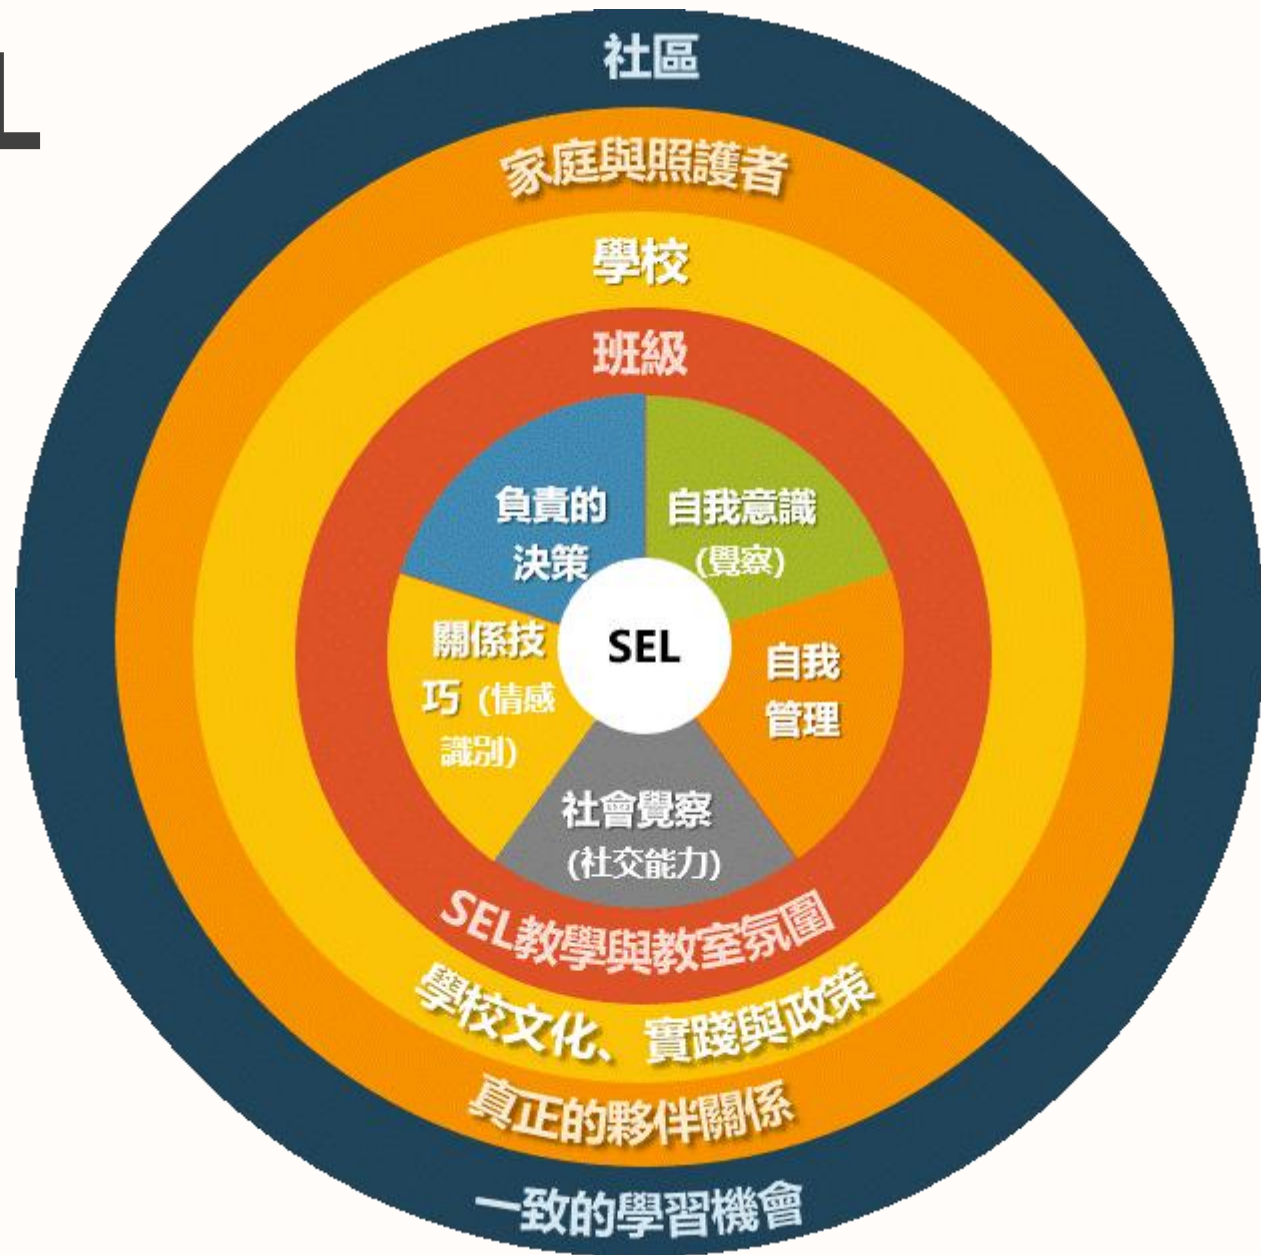 L
社區
家庭與照護者
學校
班級
負責的
決策
自我意識
(覺察)
關係技
巧 (情感
識別)
SEL
自我
管理
社會覺察
(社交能力)
SEL教學與教室氛圍
學校文化、實踐與政策
真正的夥伴關係
一致的學習機會